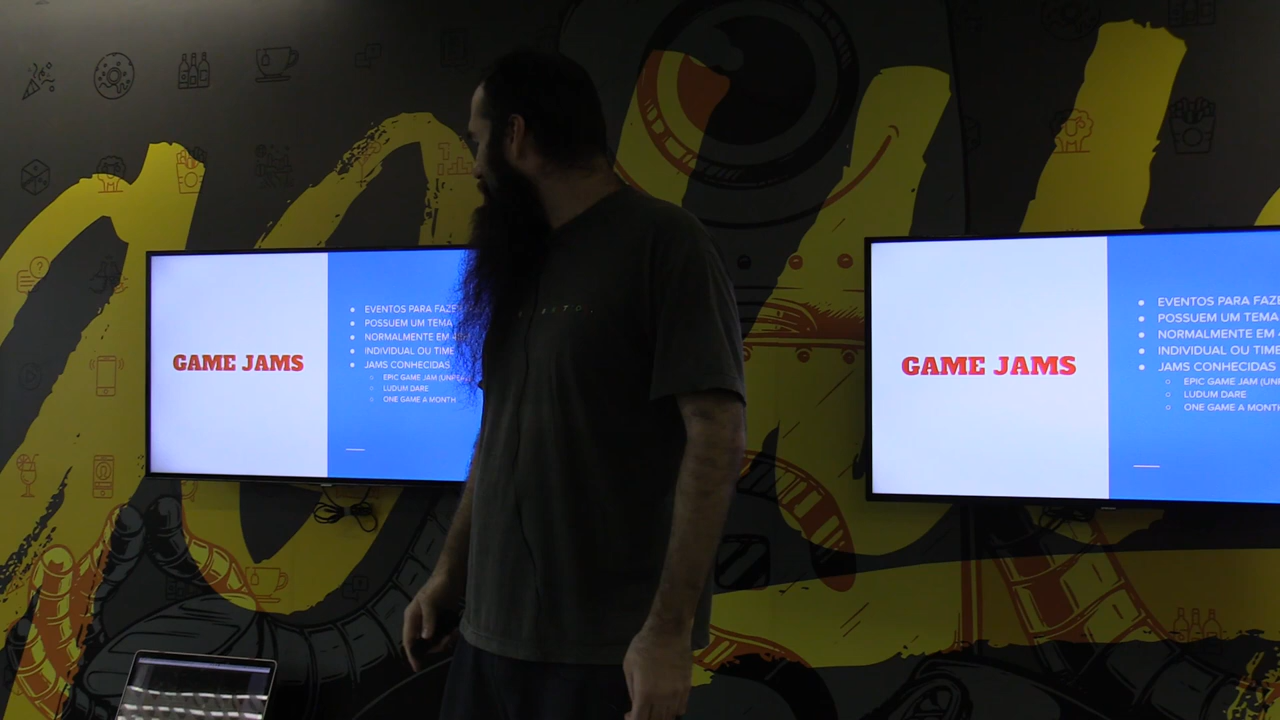 GAME JAMS
EVENTOS PARA FAZE
POSSUEM UM TEMA
NORMALMENTE EM
INDIVIDUAL OU TIME
JAMS CONHECIDAS
EPIC GAME JAM
LUDUM DARE
ONE GAME A MONTH
GAME JAMS
EVENTOS PARA FAZE
POSSUEM UM TEMA
NORMALMENTE EM 4
INDIVIDUAL OU TIME
JAMS CONHECIDAS
EPIC GAME JAM (UN
LUDUM DARE
ONE GAME A MONTH